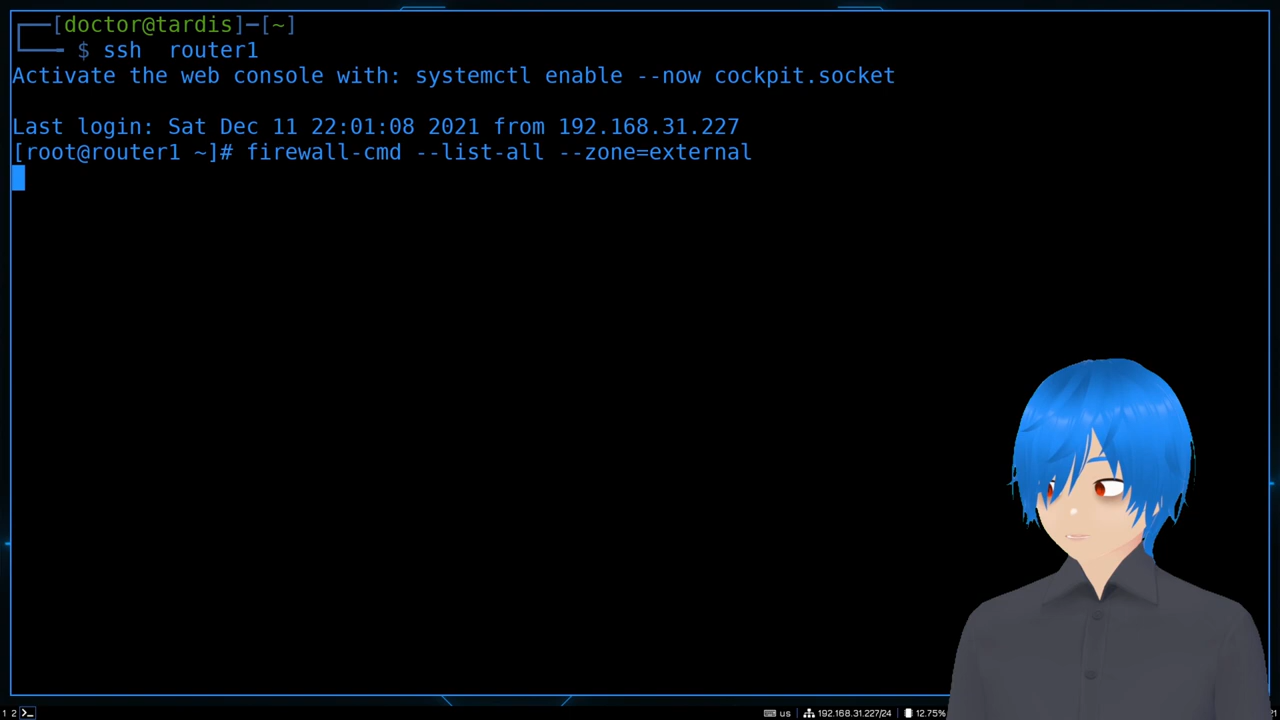 ┌──[doctor@tardis]─[~]
└── $ ssh  router1
Activate the web console with: systemctl enable --now cockpit.socket
Last login: Sat Dec 11 22:01:08 2021 from 192.168.31.227
[root@router1 ~]# firewall-cmd --list-all --zone=external
1 2 us 192.168.31.227/24 12.75%